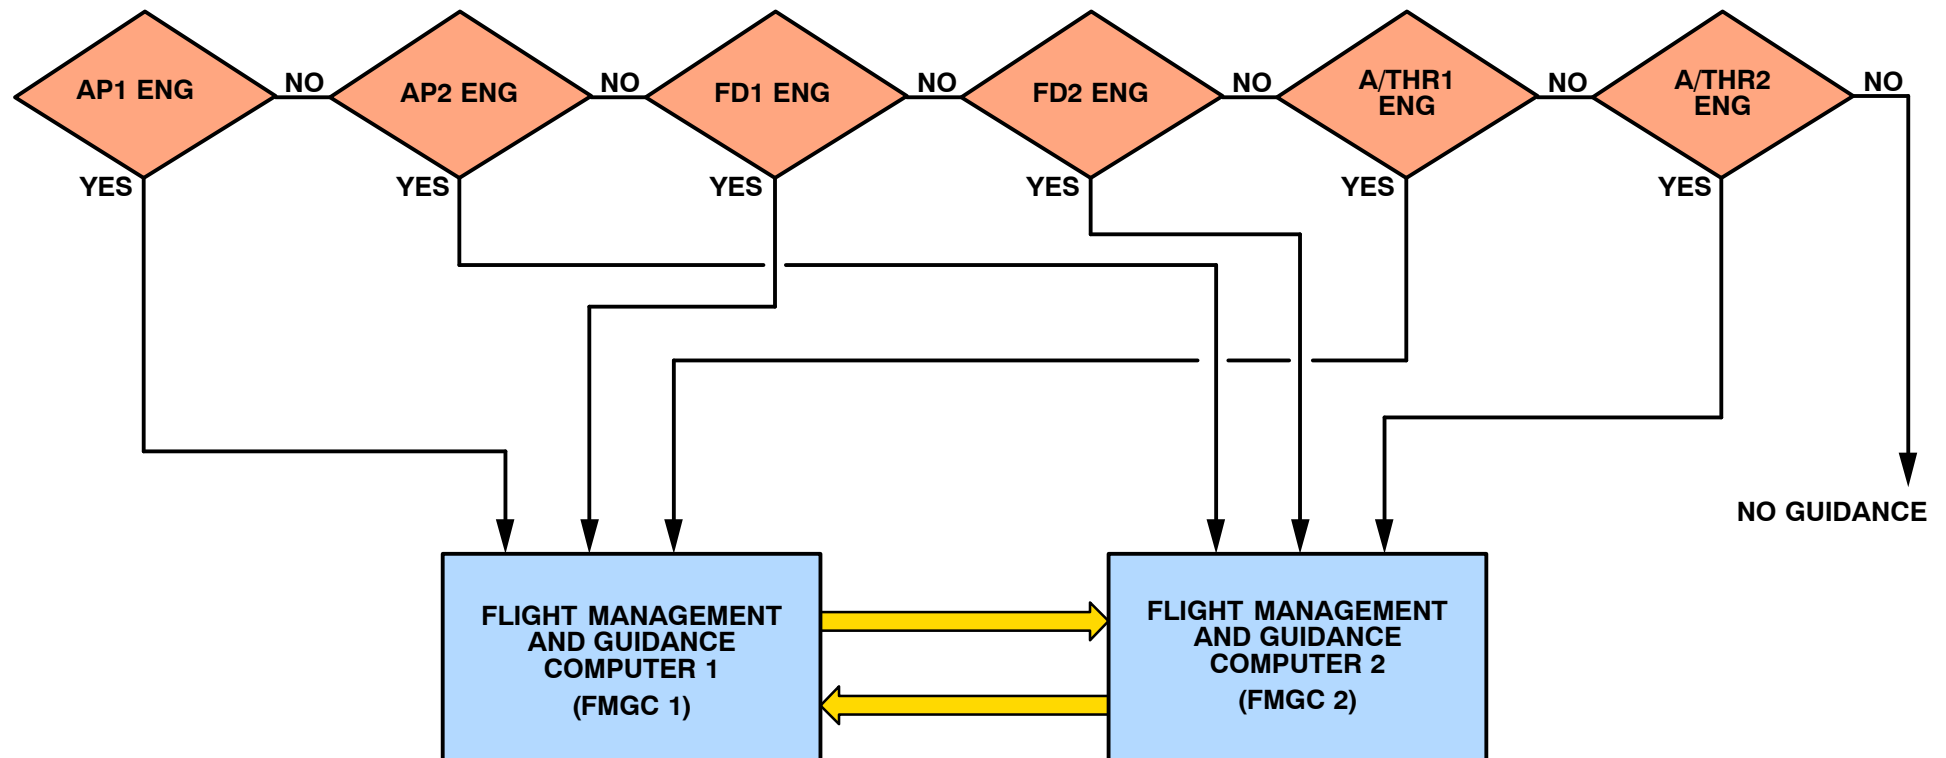 AP1 ENG
NO
AP2 ENG
NO
FD1 ENG
NO
FD2 ENG
NO
A/THR1
ENG
NO
A/THR2
ENG
NO
YES
YES
YES
YES
YES
YES
NO GUIDANCE
FLIGHT MANAGEMENT
AND GUIDANCE
COMPUTER 1
(FMGC 1)
FLIGHT MANAGEMENT
AND GUIDANCE
COMPUTER 2
(FMGC 2)